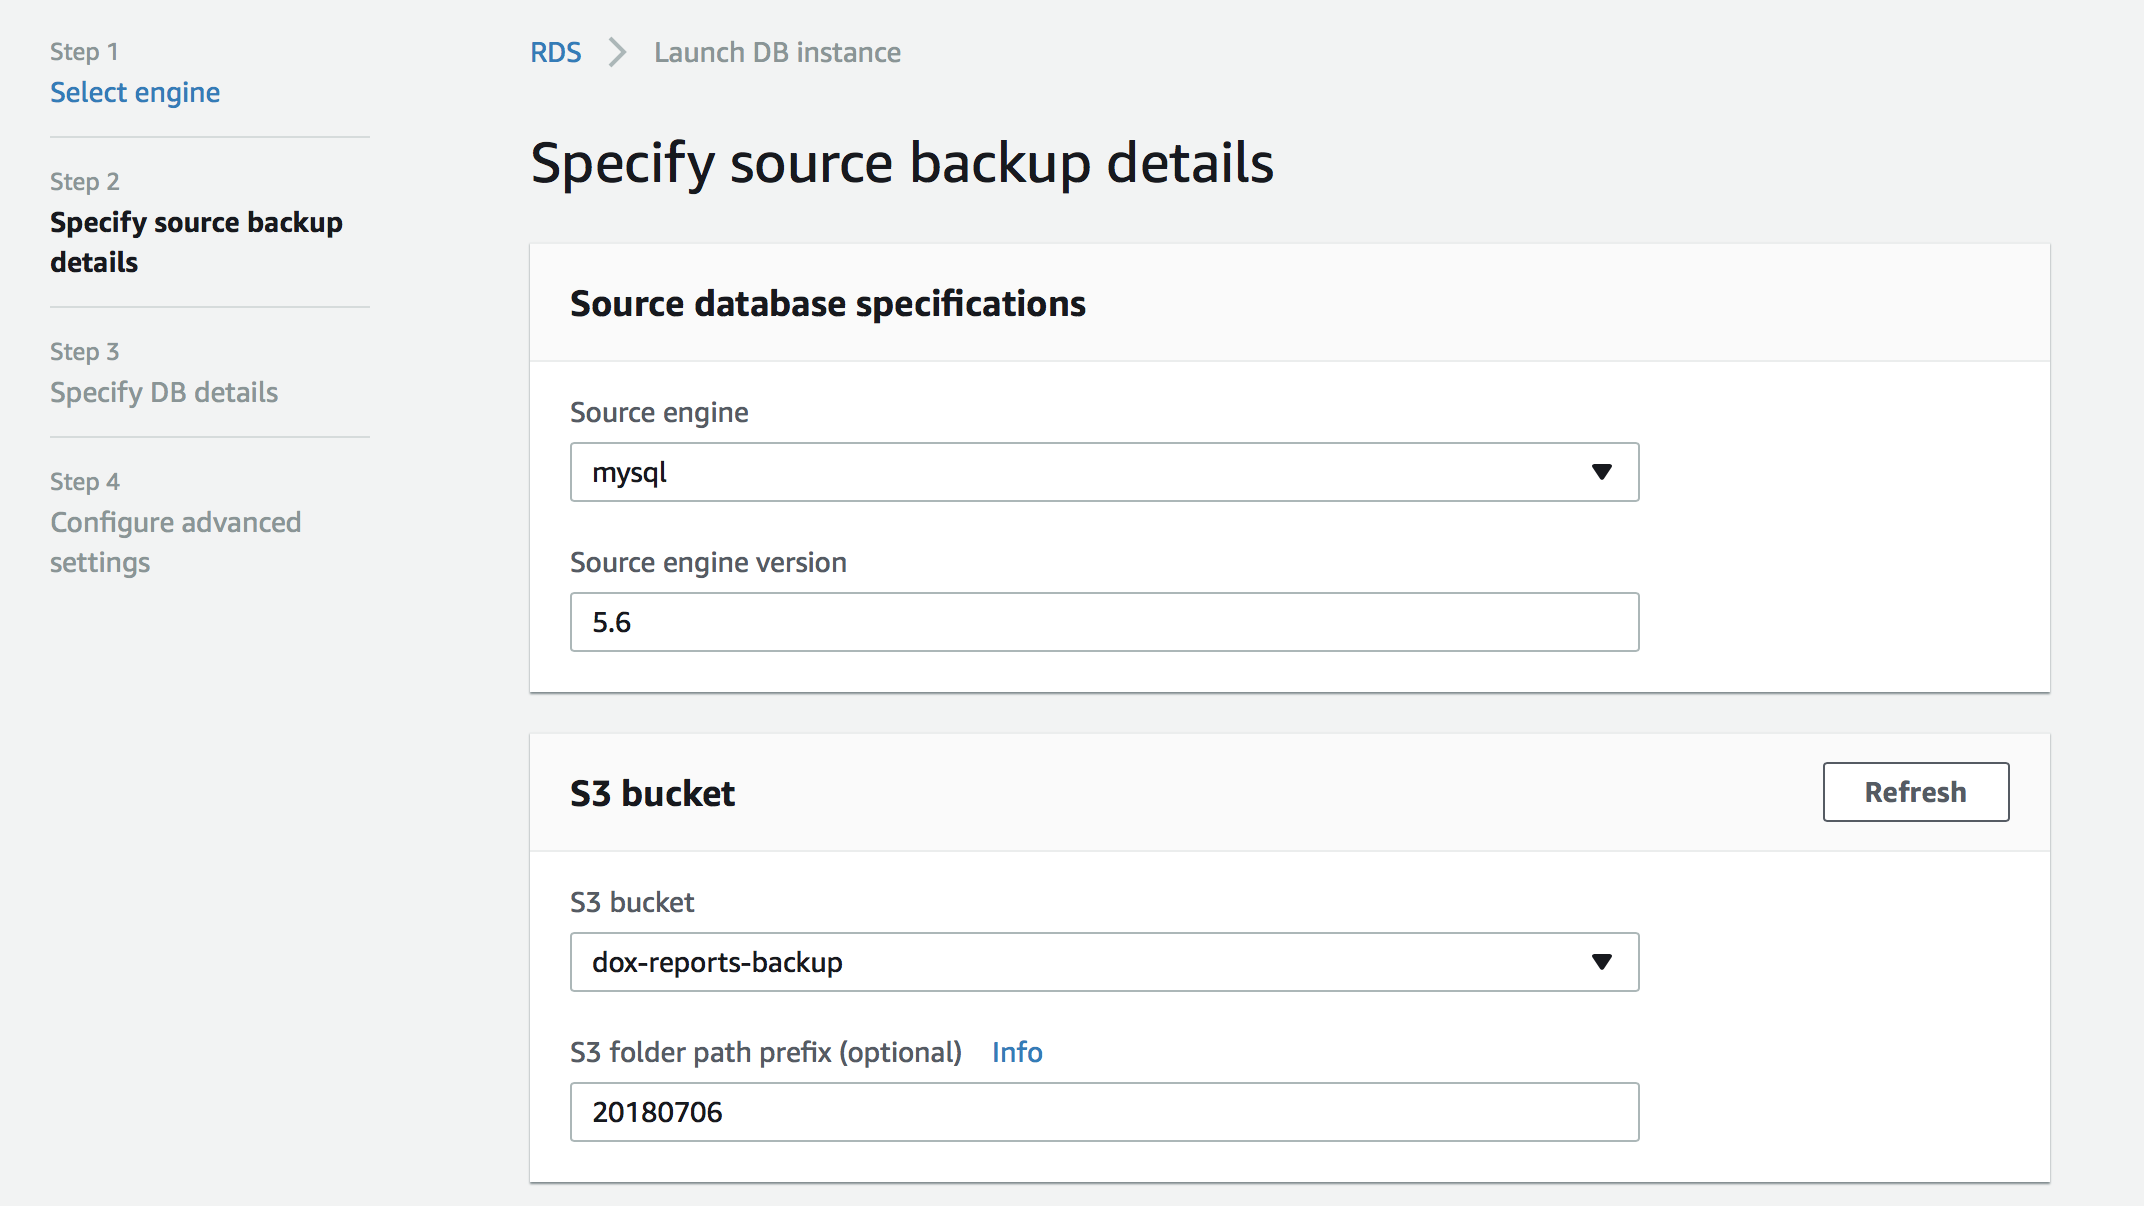 Step 1
Select engine
Step 2
Specify source backup
details
Step 3
Specify DB details
Step 4
Configure advanced
settings
RDS Launch DB instance
Specify source backup details
Source database specifications
Source engine
mysql
Source engine version
5.6
S3 bucket
Refresh
S3 bucket
dox-reports-backup
S3 folder path prefix (optional) Info
20180706